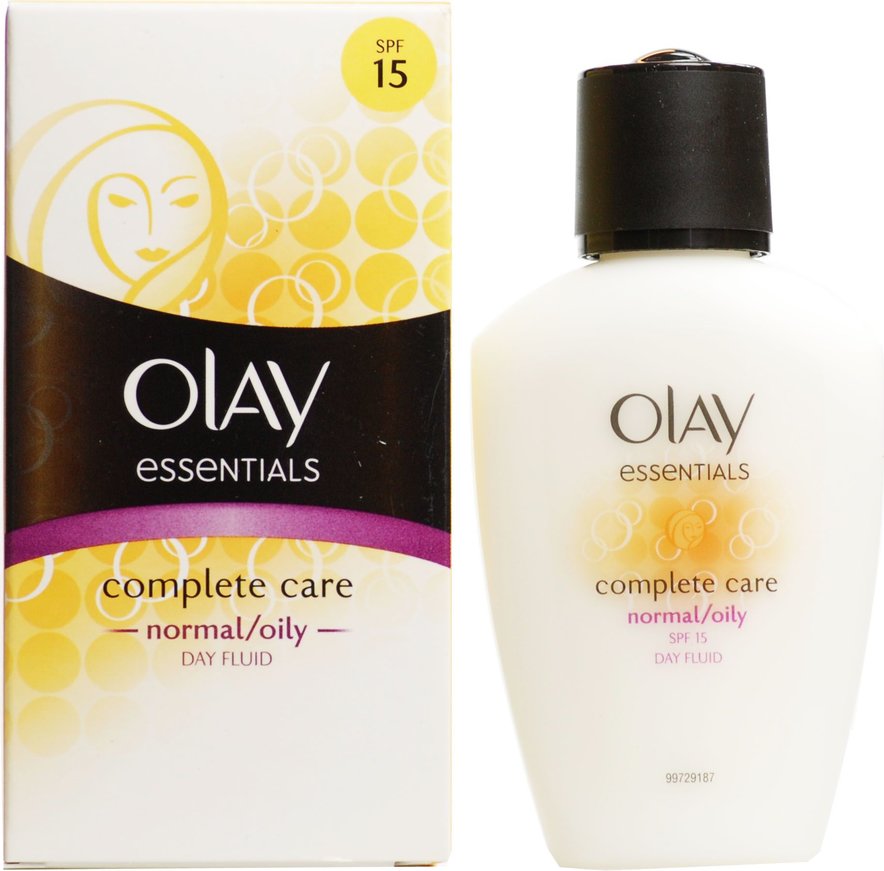 SPF
15
OLAY
ESSENTIALS
complete care
normal/oily
DAY FLUID
OLAY
ESSENTIALS
complete care
normal/oily
SPF 15
DAY FLUID
99729187